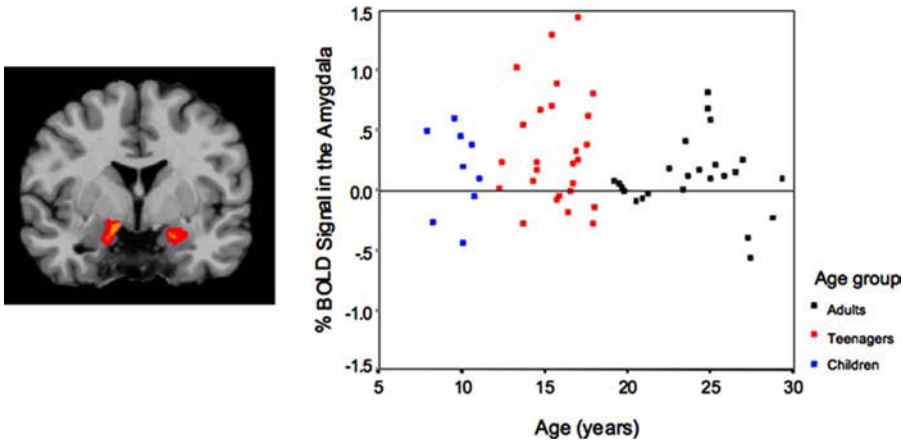 % BOLD Signal in the Amygdala
1.5
1.0
.5
0.0
-.5
-1.0
-1.5
5
10
15
20
25
30
Age (years)
Age group
Adults
Teenagers
Children